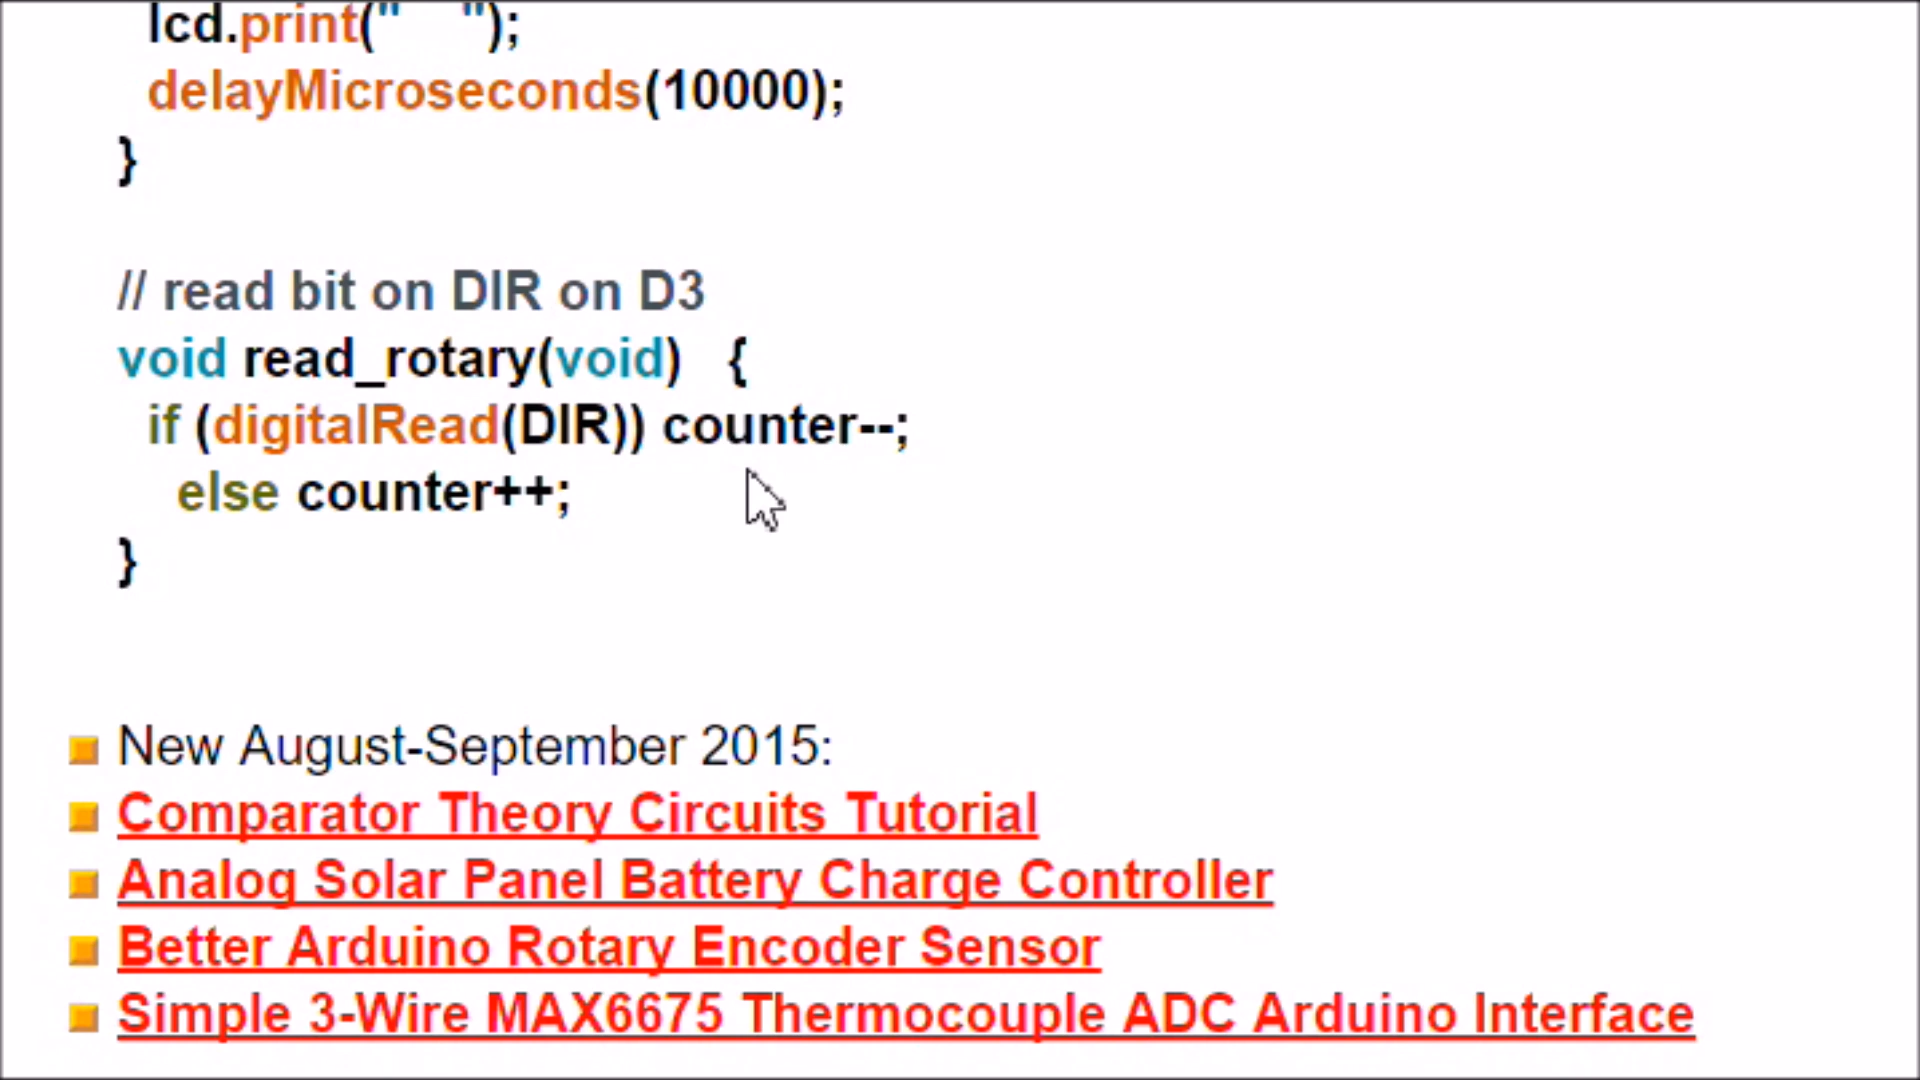 lcd.print("    ");
delayMicroseconds(10000);
}
// read bit on DIR on D3
void read_rotary(void)   {
if (digitalRead(DIR)) counter--;
else counter++;
}
New August-September 2015:
Comparator Theory Circuits Tutorial
Analog Solar Panel Battery Charge Controller
Better Arduino Rotary Encoder Sensor
Simple 3-Wire MAX6675 Thermocouple ADC Arduino Interface